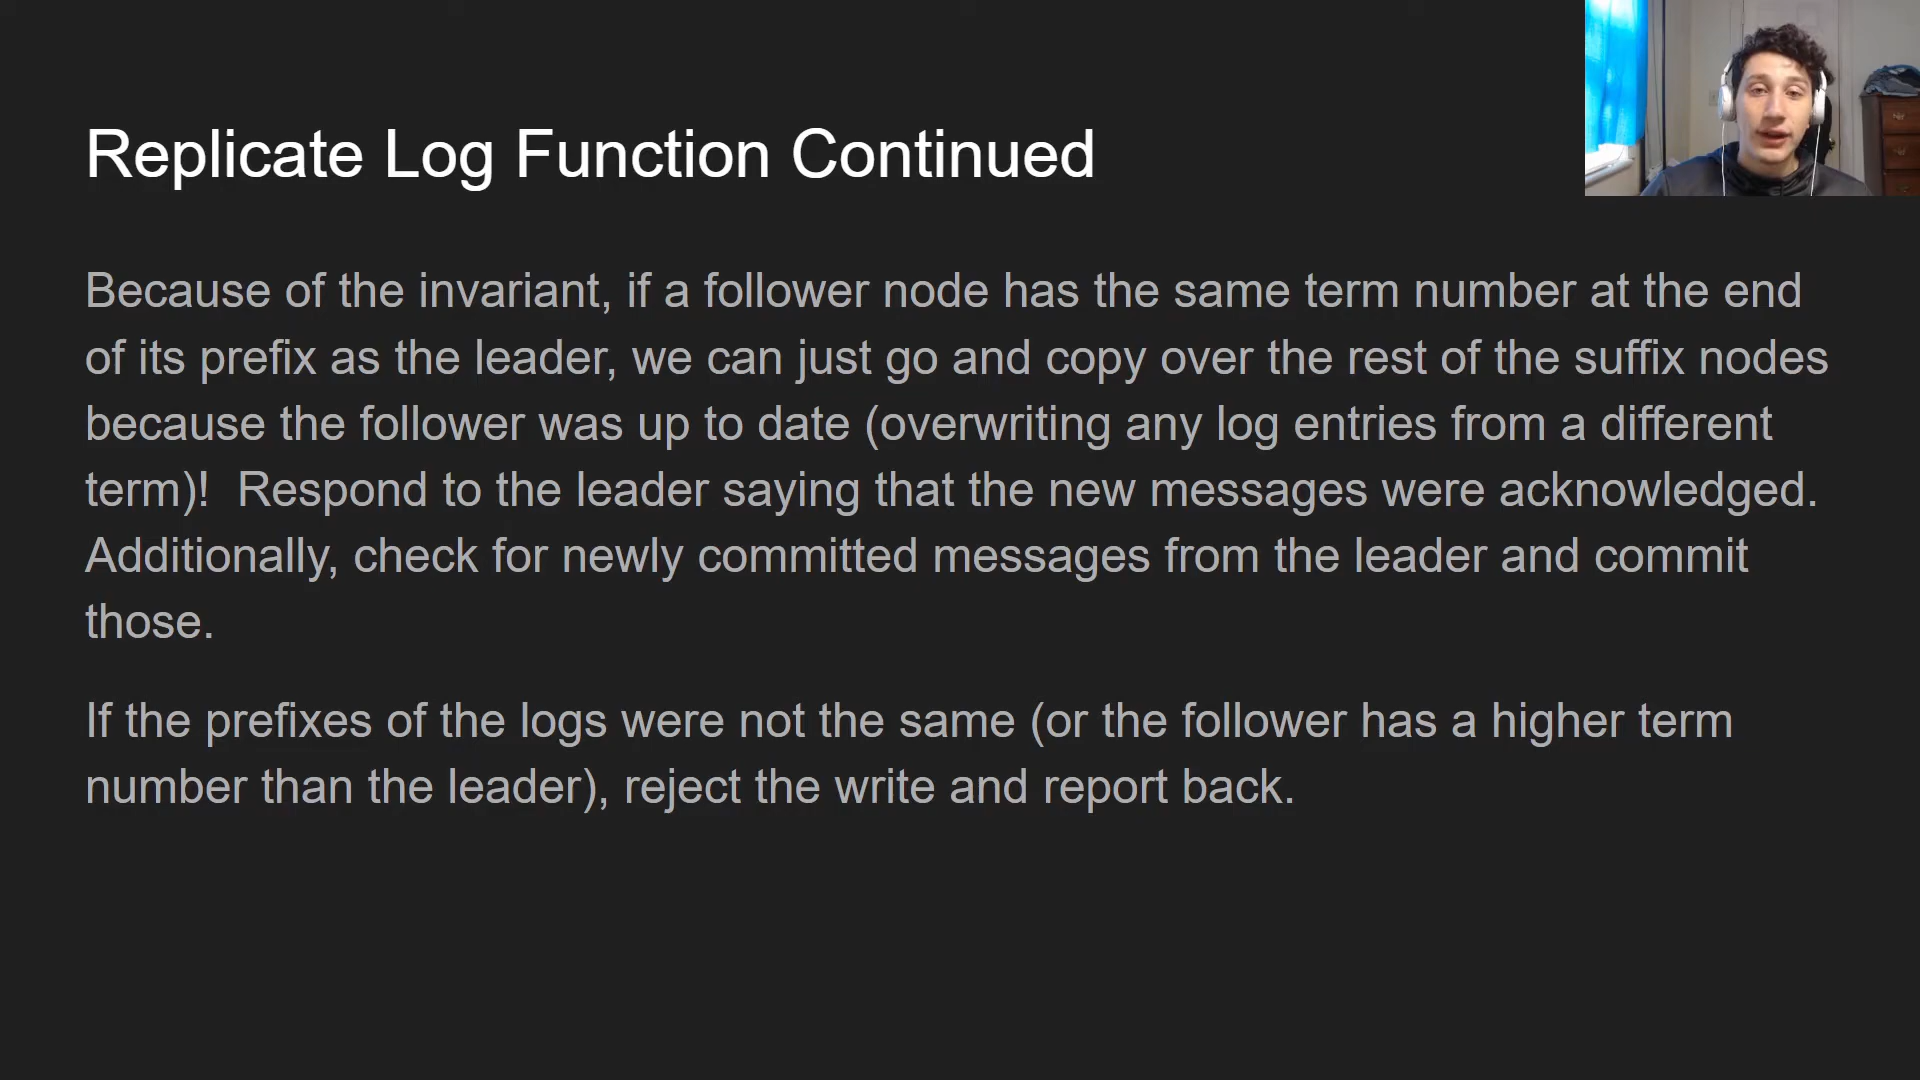 Replicate Log Function Continued
Because of the invariant, if a follower node has the same term number at the end
of its prefix as the leader, we can just go and copy over the rest of the suffix nodes
because the follower was up to date (overwriting any log entries from a different
term)!  Respond to the leader saying that the new messages were acknowledged.
Additionally, check for newly committed messages from the leader and commit
those.
If the prefixes of the logs were not the same (or the follower has a higher term
number than the leader), reject the write and report back.